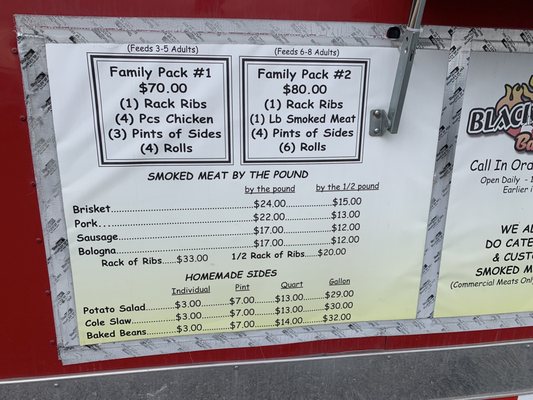 (Feeds 3-5 Adults)
Family Pack #1
$70.00
(1) Rack Ribs
(4) Pcs Chicken
(3) Pints of Sides
(4) Rolls
(Feeds 6-8 Adults)
Family Pack #2
$80.00
(1) Rack Ribs
(1) Lb Smoked Meat
(4) Pints of Sides
(6) Rolls
SMOKED MEAT BY THE POUND
by the pound by the 1/2 pound
Brisket $24.00 $15.00
Pork $22.00 $13.00
Sausage $17.00 $12.00
Bologna $17.00 $12.00
Rack of Ribs.....$33.00 1/2 Rack of Ribs.....$20.00
HOMEMADE SIDES
Individual Pint Quart Gallon
Potato Salad $3.00 $7.00 $13.00 $29.00
Cole Slaw $3.00 $7.00 $13.00 $30.00
Baked Beans $3.00 $7.00 $14.00 $32.00
BLACK
Ba
Call In Or
Open Daily - 1
Earlier i
WE A
DO CATE
& CUSTO
SMOKED M
(Commercial Meats Onl